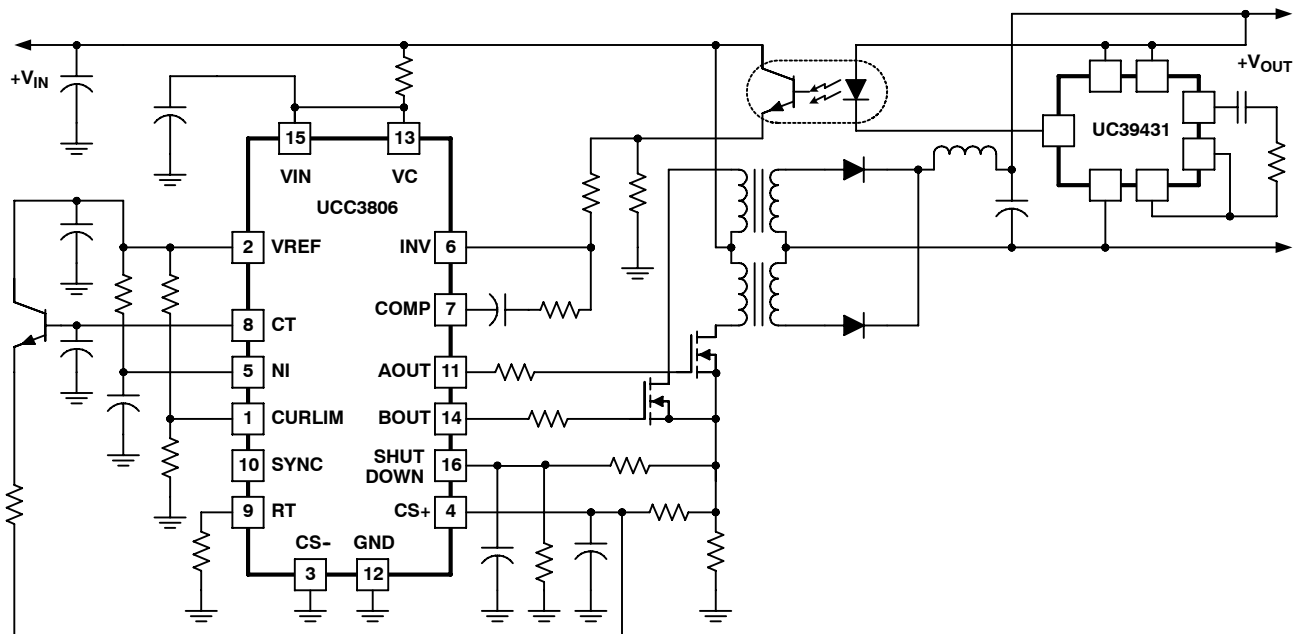 +VIN
+VOUT
UC39431
15
13
VIN
VC
UCC3806
2 VREF
INV 6
COMP 7
8 CT
5 NI
AOUT 11
1 CURLIM
BOUT 14
10 SYNC
SHUT
DOWN
16
9 RT
CS+ 4
CS-
GND
3
12